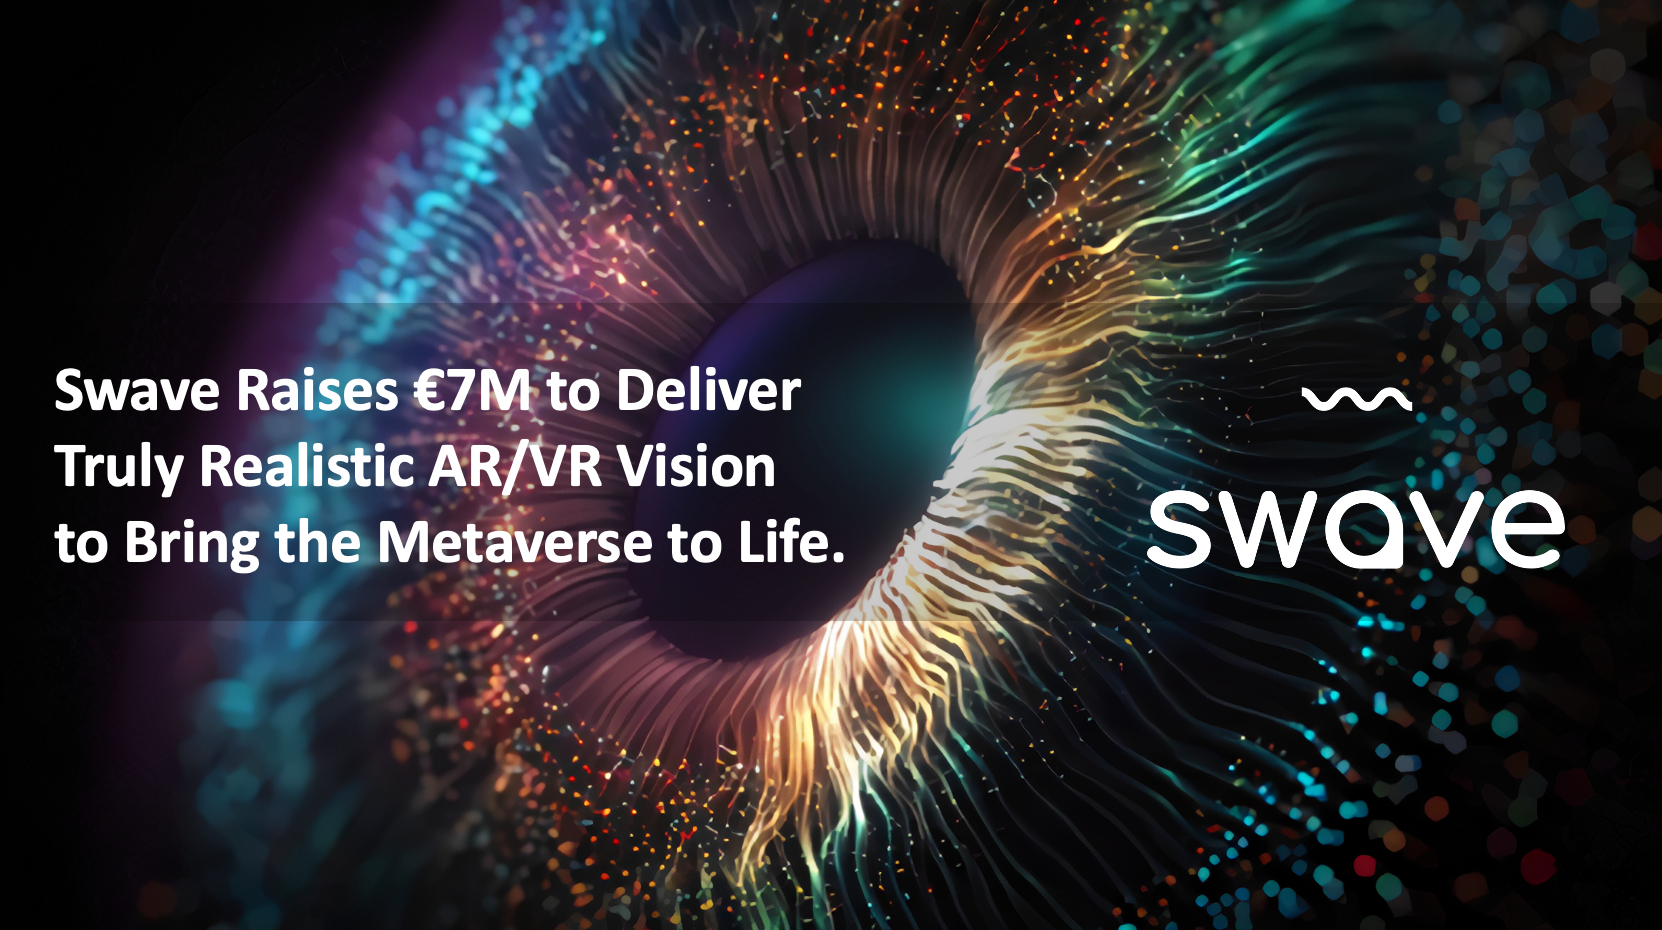 Swave Raises €7M to Deliver
Truly Realistic AR/VR Vision
to Bring the Metaverse to Life.
swave